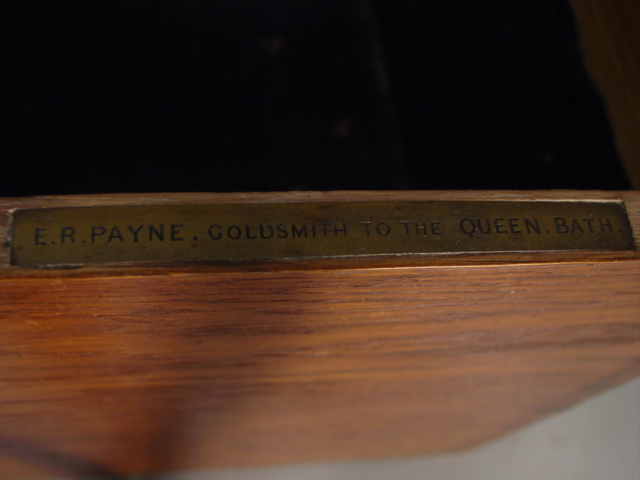 E.R.PAYNE. GOLDSMITH TO THE QUEEN. BATH.